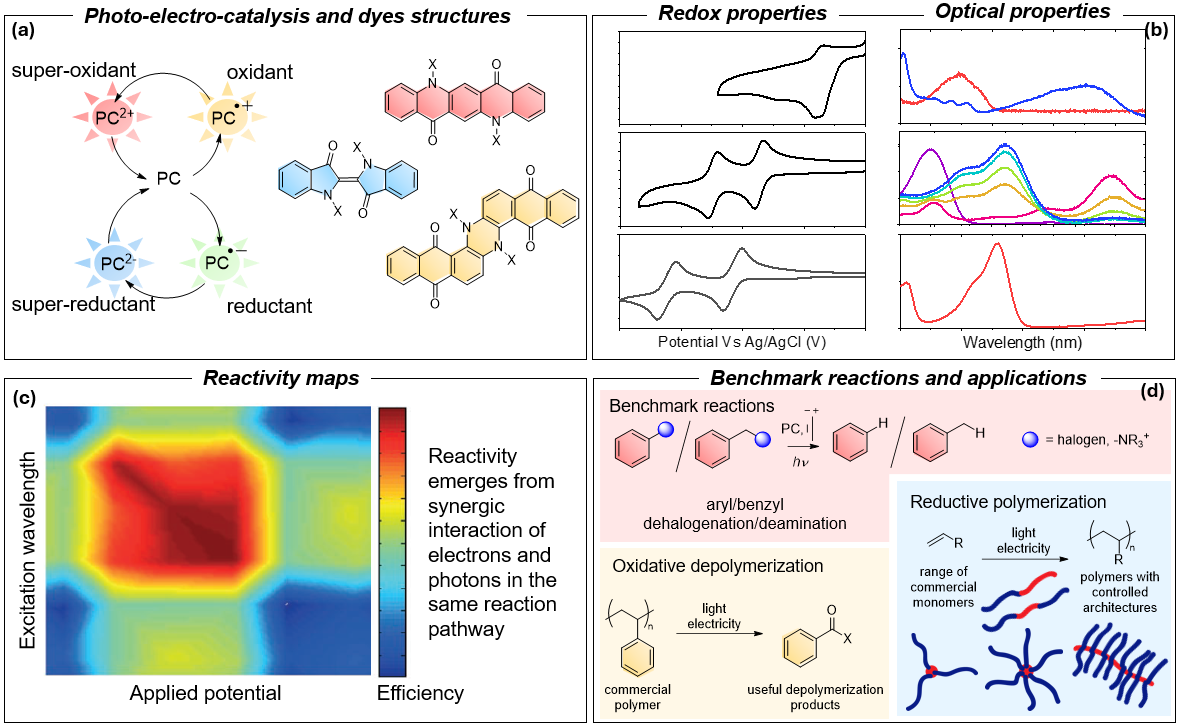 Photo-electro-catalysis and dyes structures
(a)
super-oxidant
oxidant
PC2+
PC•+
PC
PC2-
PC•−
super-reductant
reductant
X
N
O
O
N
X
O
X
N
N
X
O
O
X
N
O
O
N
X
O
O
Redox properties
Optical properties
(b)
Potential Vs Ag/AgCl (V)
Wavelength (nm)
Reactivity maps
(c)
Excitation wavelength
Applied potential
Efficiency
Reactivity
emerges from
synergic
interaction of
electrons and
photons in the
same reaction
pathway
Benchmark reactions and applications
(d)
Benchmark reactions
− +
PC,
hν
H
H
= halogen, -NR3+
aryl/benzyl
dehalogenation/deamination
Oxidative depolymerization
n
light
electricity
O
X
commercial
polymer
useful depolymerization
products
Reductive polymerization
R
light
electricity
n
R
range of
commercial
monomers
polymers with
controlled
architectures